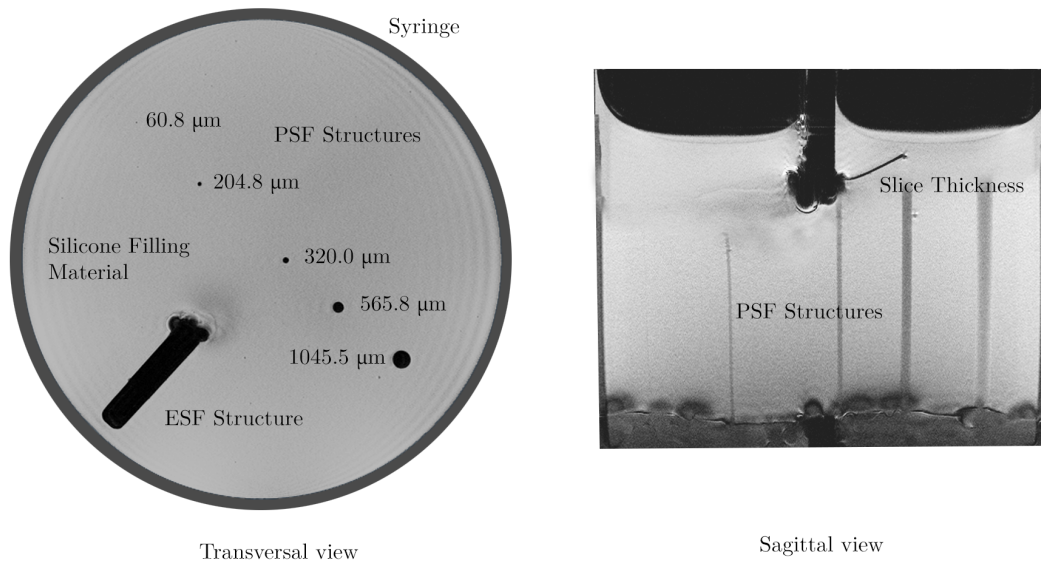 Syringe
60.8 µm
PSF Structures
204.8 µm
Silicone Filling
Material
320.0 µm
565.8 µm
1045.5 µm
ESF Structure
Transversal view
Slice Thickness
PSF Structures
Sagittal view